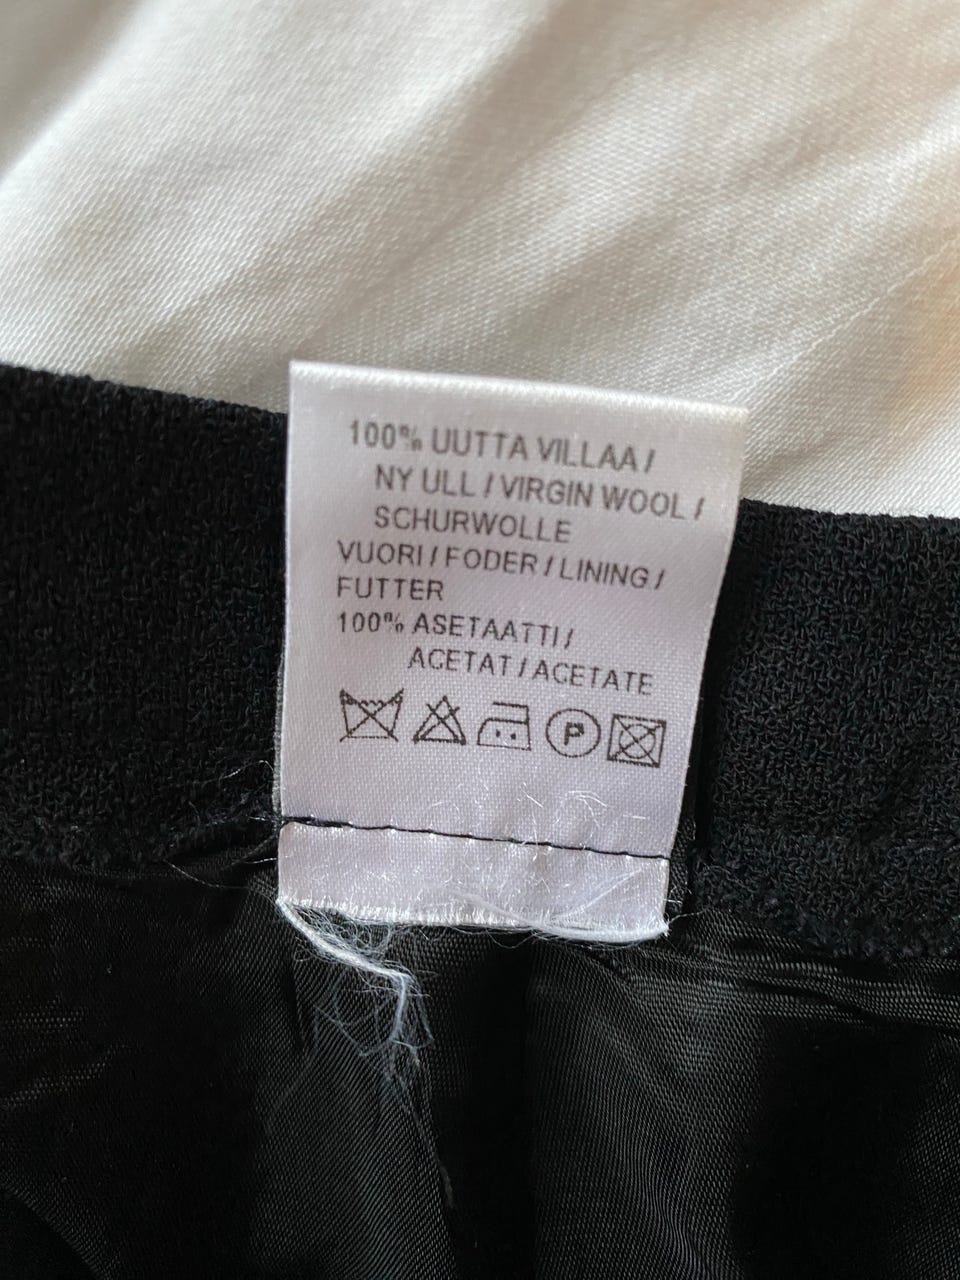 100% UUTTA VILLAA /
NY ULL / VIRGIN WOOL /
SCHURWOLLE
VUORI / FODER / LINING /
FUTTER
100% ASETAATTI /
ACETAT / ACETATE
P